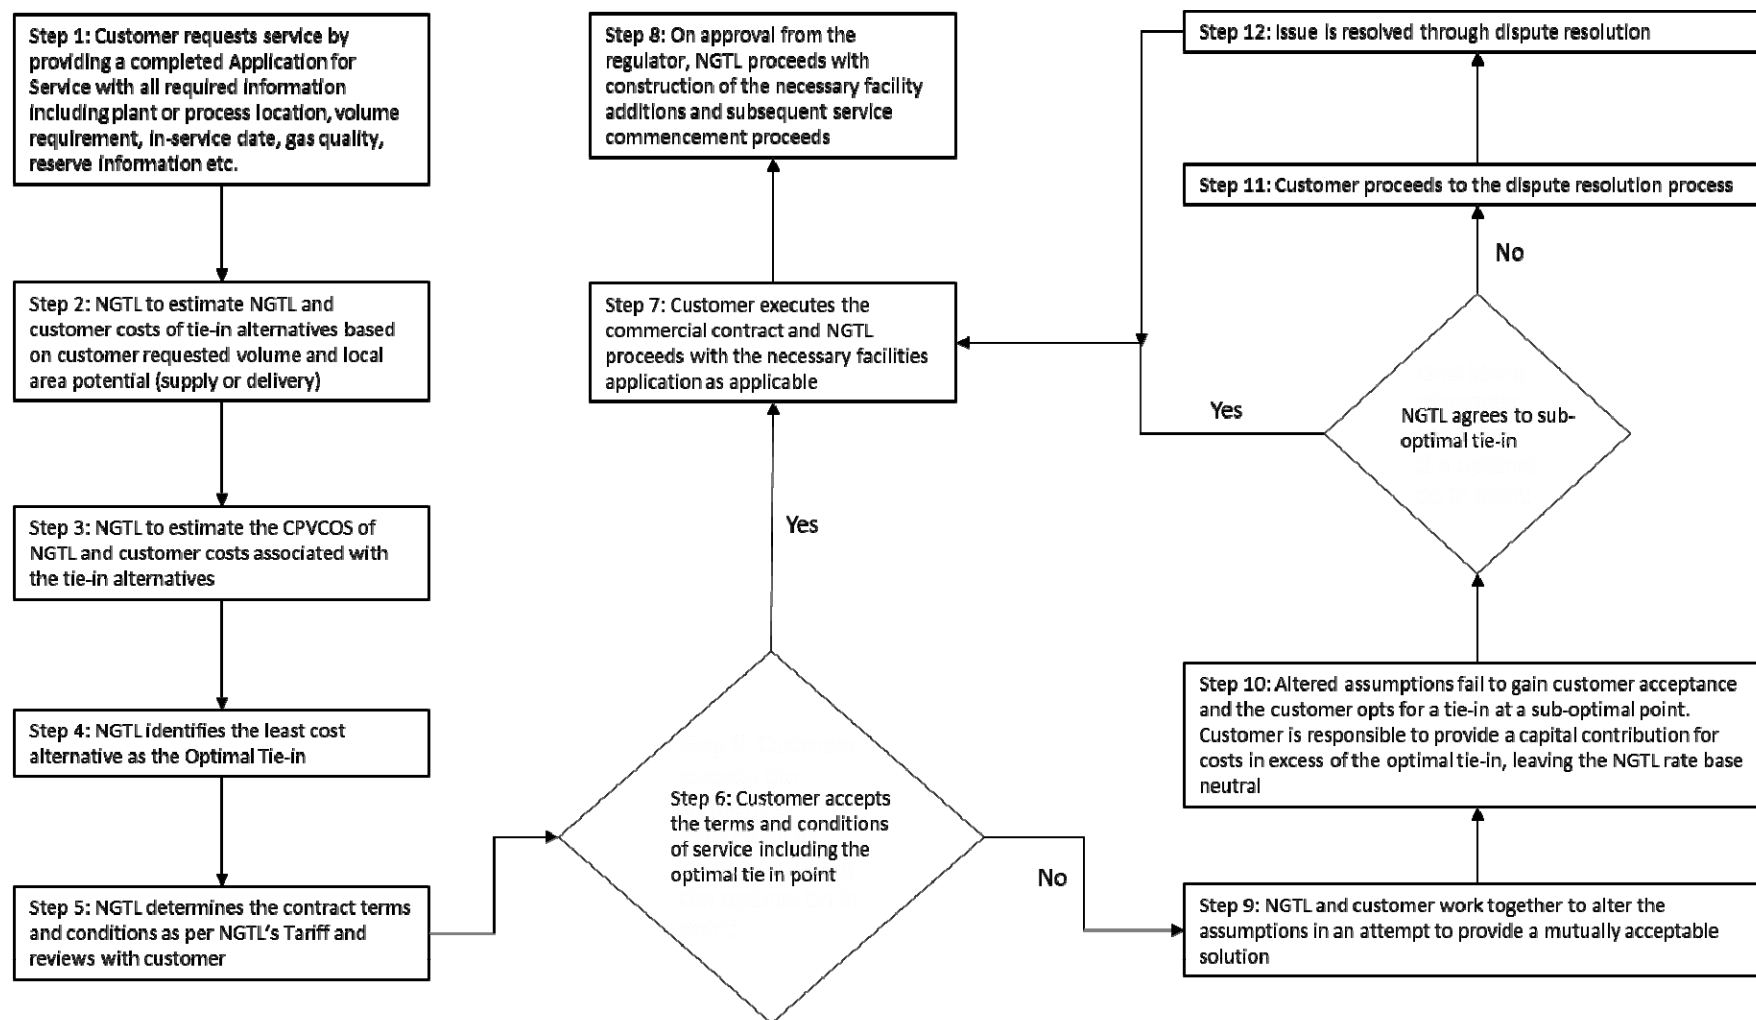 Step 1: Customer requests service by
providing a completed Application for
Service with all required information
including plant or process location, volume
requirement, in-service date, gas quality,
reserve information etc.
Step 2: NGTL to estimate NGTL and
customer costs of tie-in alternatives based
on customer requested volume and local
area potential (supply or delivery)
Step 3: NGTL to estimate the CPVCOS of
NGTL and customer costs associated with
the tie-in alternatives
Step 4: NGTL identifies the least cost
alternative as the Optimal Tie-in
Step 5: NGTL determines the contract terms
and conditions as per NGTL's Tariff and
reviews with customer
Step 6: Customer accepts
the terms and conditions
of service including the
optimal tie in point
Yes
No
Step 7: Customer executes the
commercial contract and NGTL
proceeds with the necessary facilities
application as applicable
Step 8: On approval from the
regulator, NGTL proceeds with
construction of the necessary facility
additions and subsequent service
commencement proceeds
Step 9: NGTL and customer work together to alter the
assumptions in an attempt to provide a mutually acceptable
solution
Step 10: Altered assumptions fail to gain customer acceptance
and the customer opts for a tie-in at a sub-optimal point.
Customer is responsible to provide a capital contribution for
costs in excess of the optimal tie-in, leaving the NGTL rate base
neutral
NGTL agrees to sub-
optimal tie-in
Yes
No
Step 11: Customer proceeds to the dispute resolution process
Step 12: Issue is resolved through dispute resolution